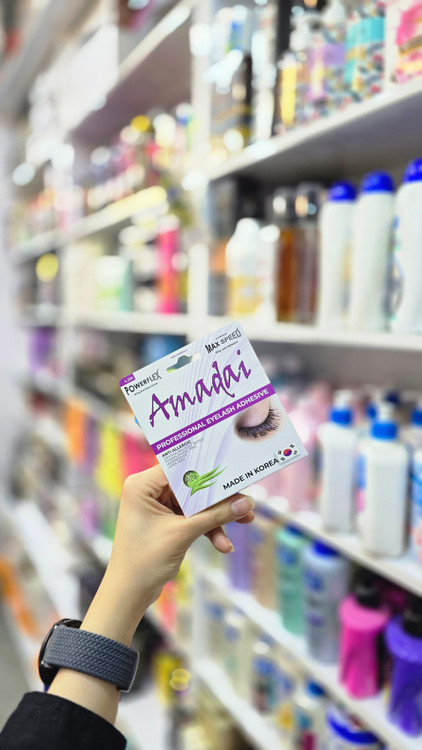 POWERFLEX
MAX SPEED
Amadai
PROFESSIONAL EYELASH ADHESIVE
ANTI ALLERGIC
MADE IN KOREA